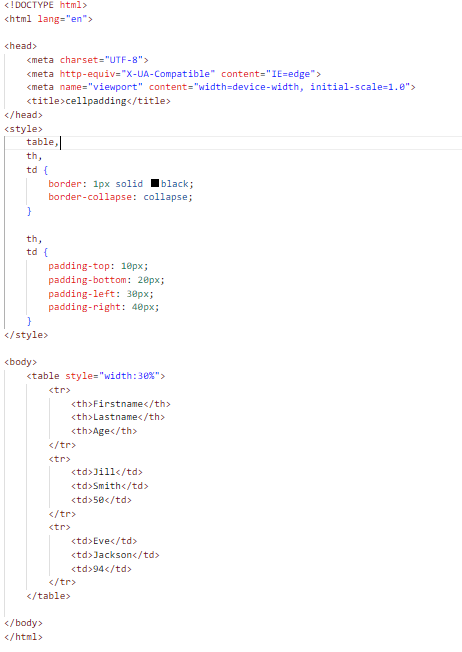 <!DOCTYPE html>
<html lang="en">
<head>
<meta charset="UTF-8">
<meta http-equiv="X-UA-Compatible" content="IE=edge">
<meta name="viewport" content="width=device-width, initial-scale=1.0">
<title>cellpadding</title>
</head>
<style>
table,
th,
td {
border: 1px solid black;
border-collapse: collapse;
}
th,
td {
padding-top: 10px;
padding-bottom: 20px;
padding-left: 30px;
padding-right: 40px;
}
</style>
<body>
<table style="width:30%">
<tr>
<th>Firstname</th>
<th>Lastname</th>
<th>Age</th>
</tr>
<tr>
<td>Jill</td>
<td>Smith</td>
<td>50</td>
</tr>
<tr>
<td>Eve</td>
<td>Jackson</td>
<td>94</td>
</tr>
</table>
</body>
</html>